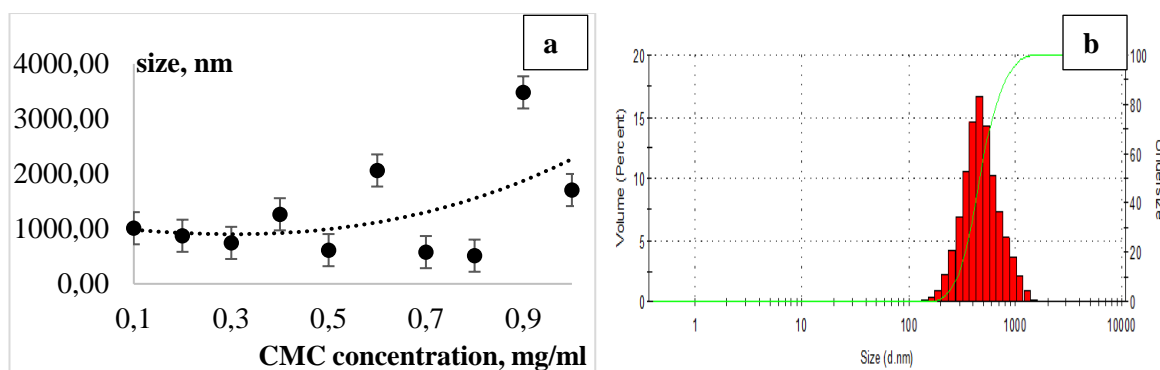 a
size, nm
4000,00
3000,00
2000,00
1000,00
0,00
0,1 0,3 0,5 0,7 0,9
CMC concentration, mg/ml
b
Volume (Percent)
20
15
10
5
0
100
80
60
40
20
0
Undersize
1 10 100 1000 10000
Size (d.nm)